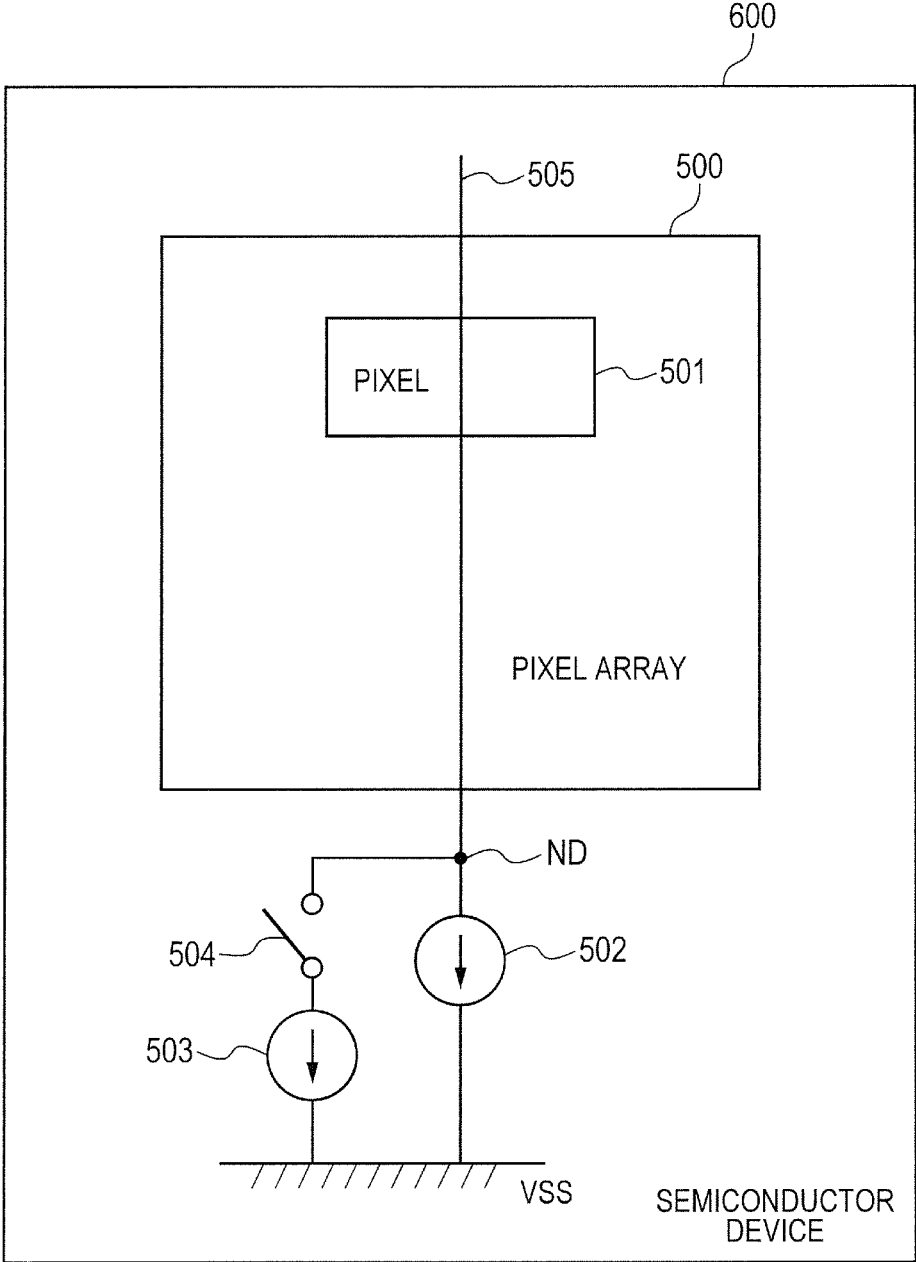 600
505
500
PIXEL
501
PIXEL ARRAY
ND
504
502
503
VSS
SEMICONDUCTOR
DEVICE